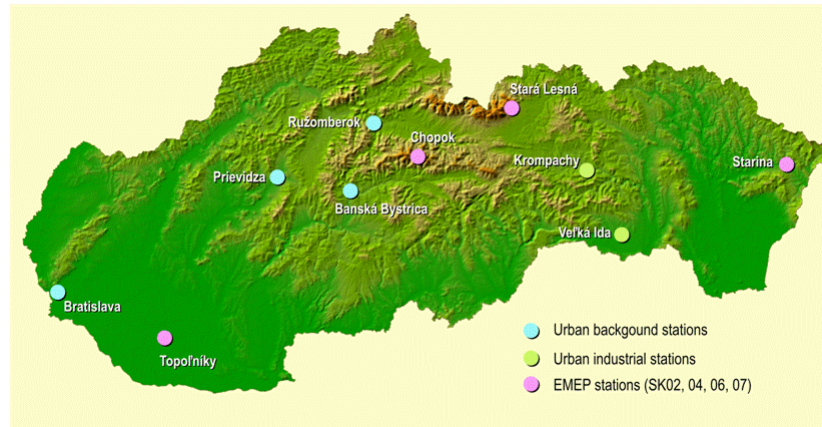 Stará Lesná
Ružomberok
Chopok
Krompachy
Starina
Prievidza
Banská Bystrica
Veľká Ida
Bratislava
Topoľníky
Urban backgound stations
Urban industrial stations
EMEP stations (SK02, 04, 06, 07)